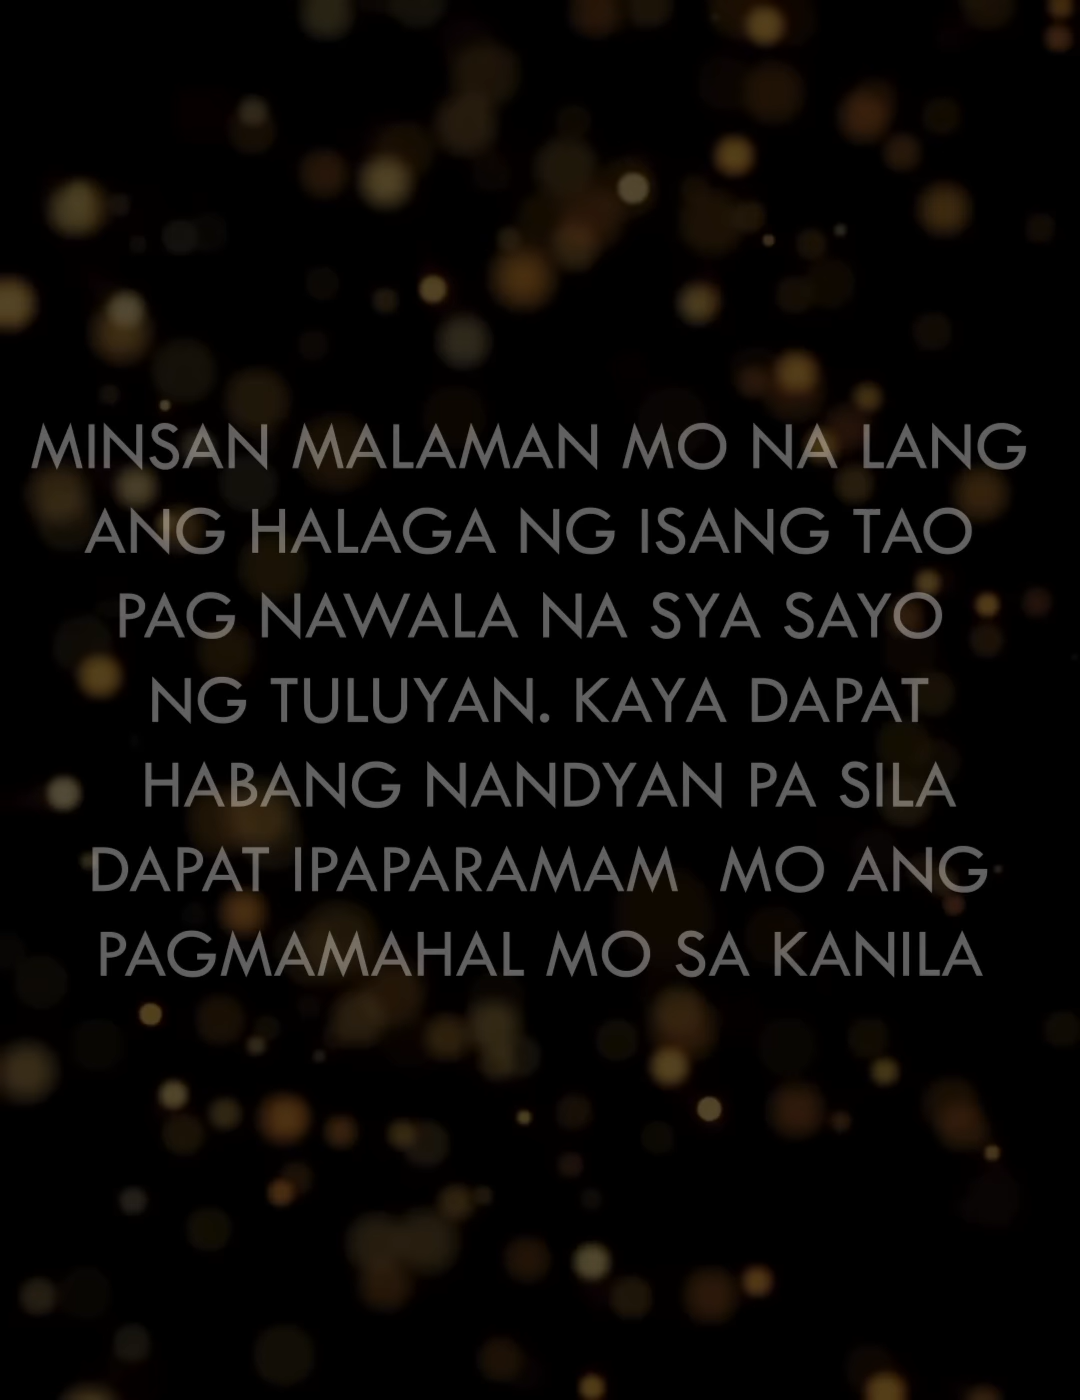 MINSAN MALAMAN MO NA LANG
ANG HALAGA NG ISANG TAO
PAG NAWALA NA SYA SAYO
NG TULUYAN. KAYA DAPAT
HABANG NANDYAN PA SILA
DAPAT IPAPARAMAM  MO ANG
PAGMAMAHAL MO SA KANILA